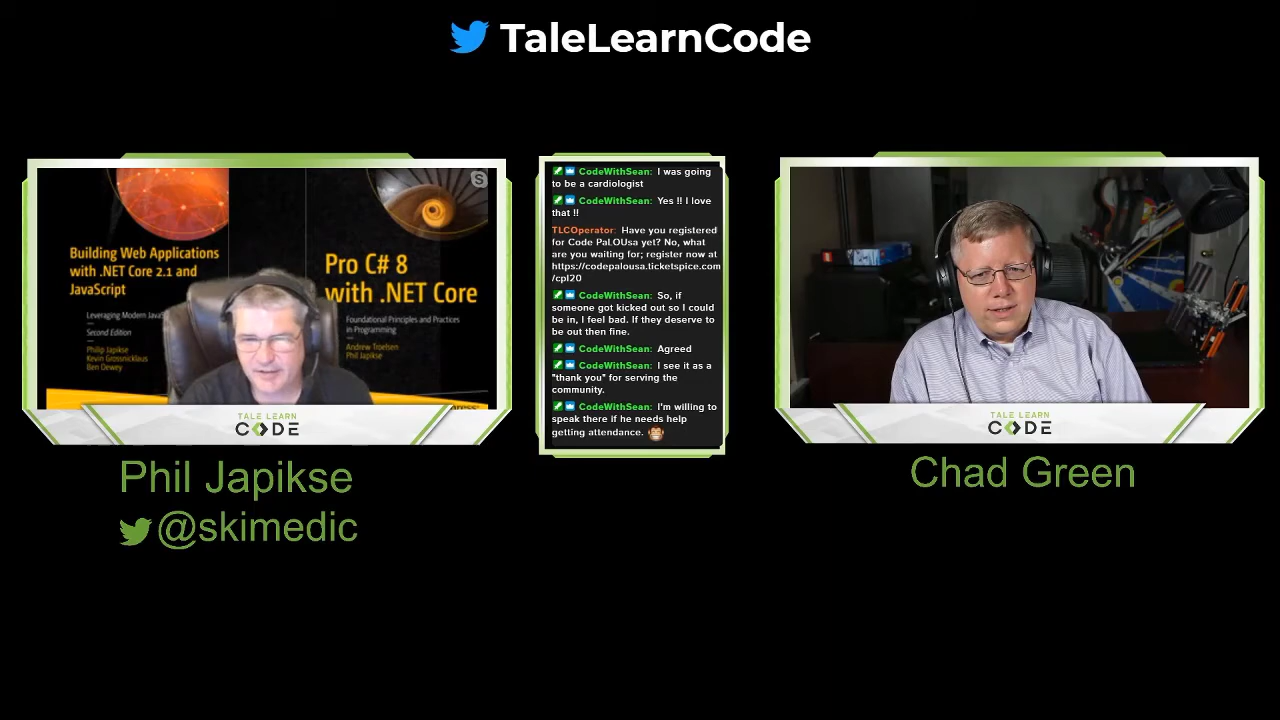 TaleLearnCode
Building Web Applications
with .NET Core 2.1 and
JavaScript
Leveraging Modern
Second Edition
Philip Japikse
Kevin Grossnicklaus
Ben Dewey
Pro C# 8
with .NET Core
Foundational Principles and Practices
in Programming
Andrew Troelsen
Phil Japikse
TALE LEARN
CODE
Phil Japikse
@skimedic
CodeWithSean: I was going
to be a cardiologist
CodeWithSean: Yes !! I love
that !!
TLCOperator: Have you registered
for Code PaLOUsa yet? No, what
are you waiting for; register now at
https://codepalousa.ticketspice.com
/cpl20
CodeWithSean: So, if
someone got kicked out so I could
be in, I feel bad. If they deserve to
be out then fine.
CodeWithSean: Agreed
CodeWithSean: I see it as a
"thank you" for serving the
community.
CodeWithSean: I'm willing to
speak there if he needs help
getting attendance.
TALE LEARN
CODE
Chad Green